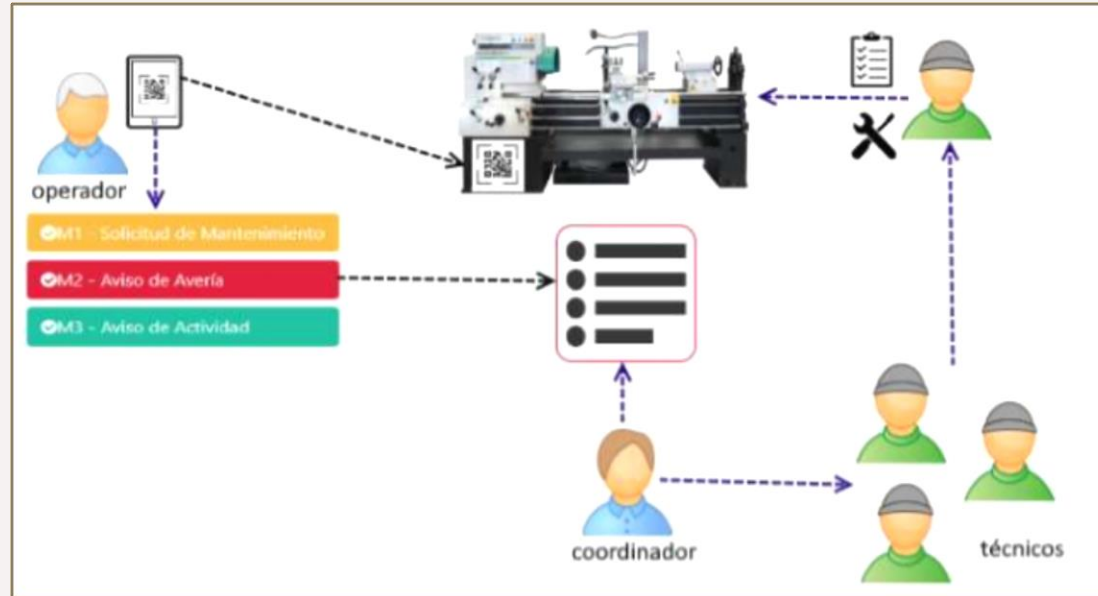 operador
M1 - Solicitud de Mantenimiento
M2 - Aviso de Avería
M3 - Aviso de Actividad
coordinador
técnicos